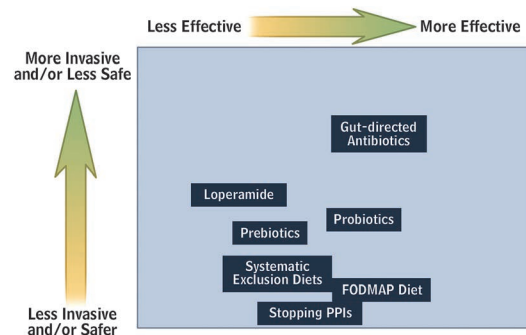 Less Effective
More Effective
More Invasive
and/or Less Safe
Gut-directed
Antibiotics
Loperamide
Probiotics
Prebiotics
Systematic
Exclusion Diets
FODMAP Diet
Stopping PPIs
Less Invasive
and/or Safer